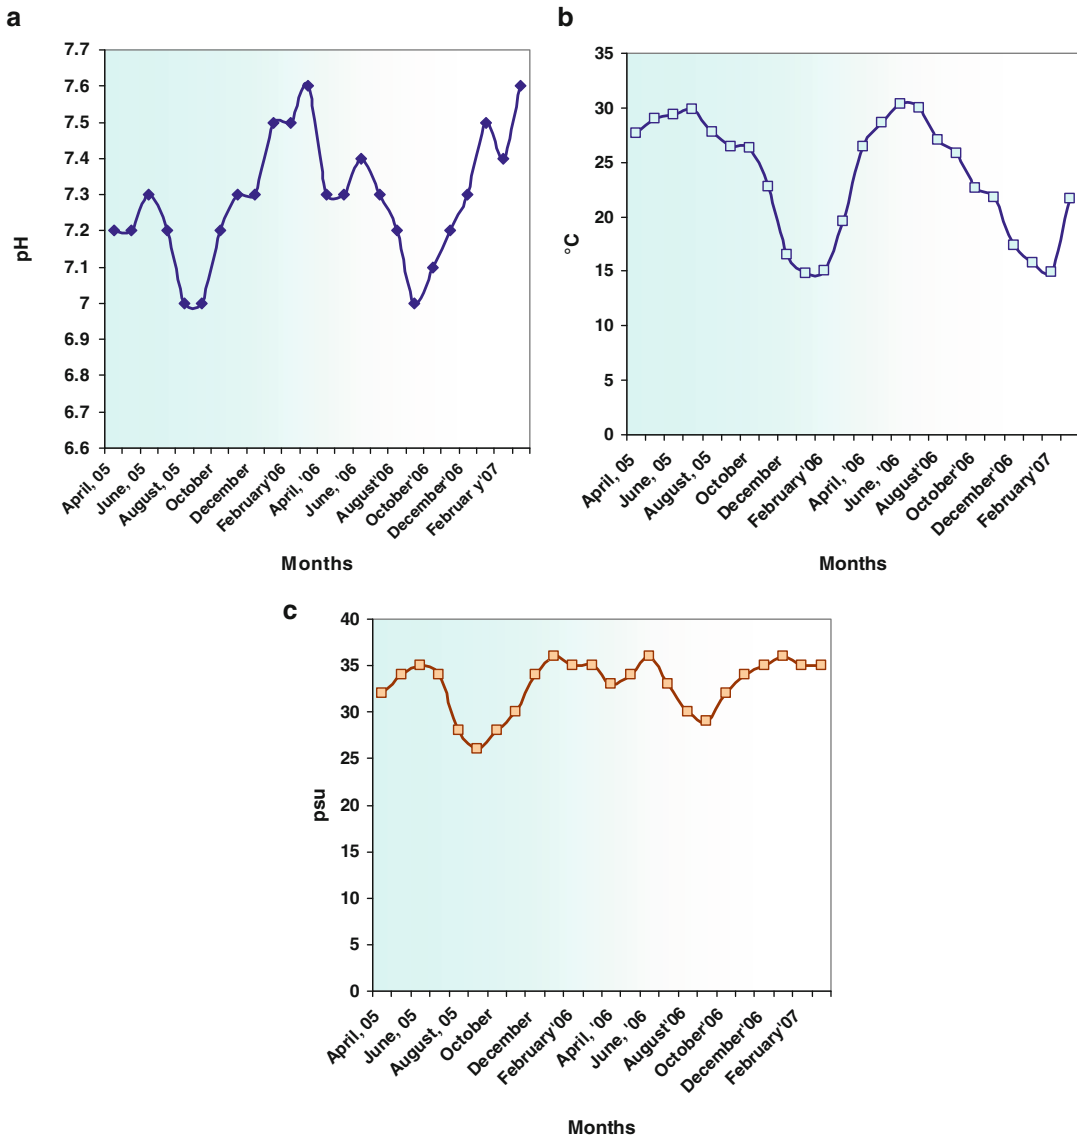 a
7.7
7.6
7.5
7.4
7.3
7.2
7.1
7
6.9
6.8
6.7
6.6
pH
April, 05
June, 05
August, 05
October
December
February'06
April, '06
June, '06
August'06
October'06
December'06
Februar y'07
Months
b
35
30
25
20
15
10
5
0
°C
April, 05
June, 05
August, 05
October
December
February'06
April, '06
June, '06
August'06
October'06
December'06
February'07
Months
c
40
35
30
25
20
15
10
5
0
psu
April, 05
June, 05
August, 05
October
December
February'06
April, '06
June, '06
August'06
October'06
December'06
February'07
Months